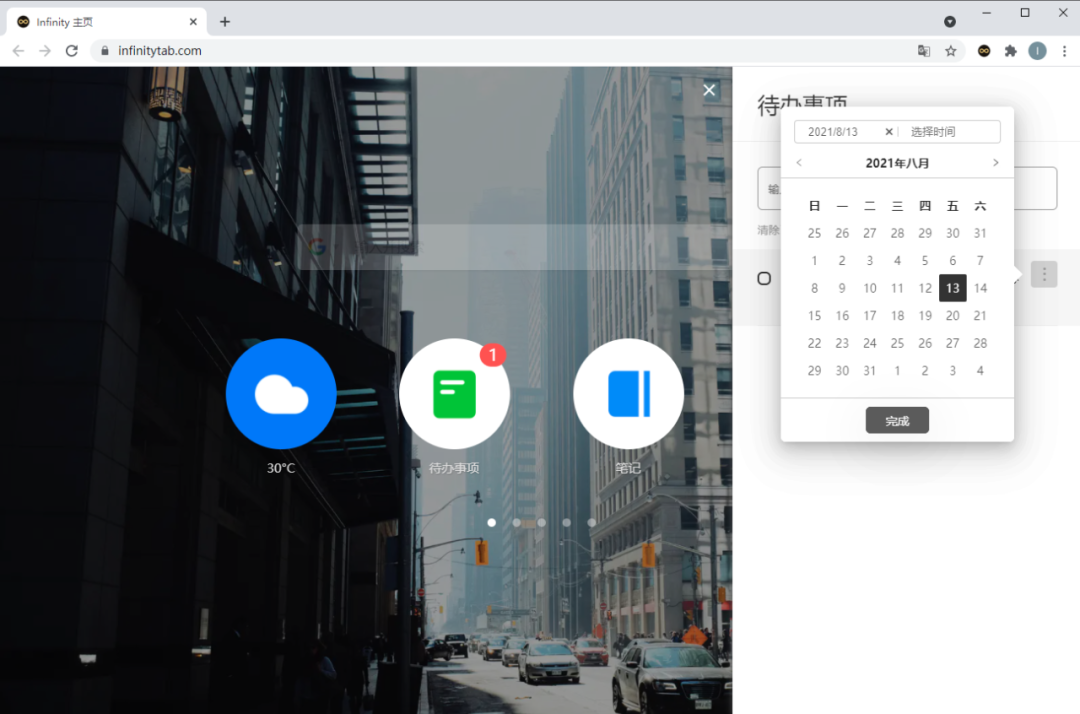 Infinity 主页
infinitytab.com
I
待办事项
2021/8/13
选择时间
2021年八月
输
清除
日 一 二 三 四 五 六
25 26 27 28 29 30 31
1 2 3 4 5 6 7
8 9 10 11 12 13 14
15 16 17 18 19 20 21
22 23 24 25 26 27 28
29 30 31 1 2 3 4
完成
1
30°C
待办事项
笔记